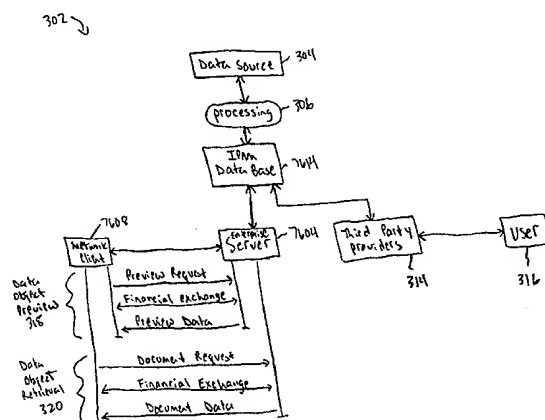 302
Data Source
304
processing
306
IPAM
Data Base
7614
7608
Network
Client
Enterprise
Server
7604
Third Party
providers
314
User
316
Data
Object
Preview
318
Preview Request
Financial exchange
Preview Data
Data
Object
Retrieval
320
Document Request
Financial Exchange
Document Data